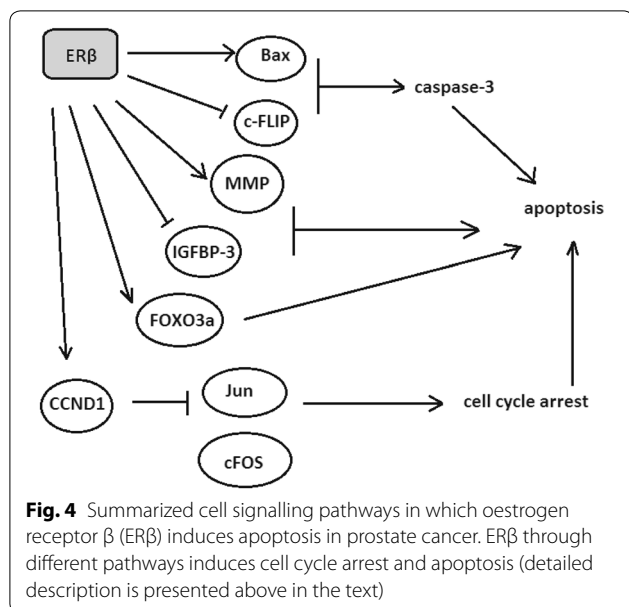 ERβ
Bax
c-FLIP
caspase-3
MMP
apoptosis
IGFBP-3
FOXO3a
CCND1
Jun
cell cycle arrest
cFOS
Fig. 4 Summarized cell signalling pathways in which oestrogen
receptor β (ERβ) induces apoptosis in prostate cancer. ERβ through
different pathways induces cell cycle arrest and apoptosis (detailed
description is presented above in the text)